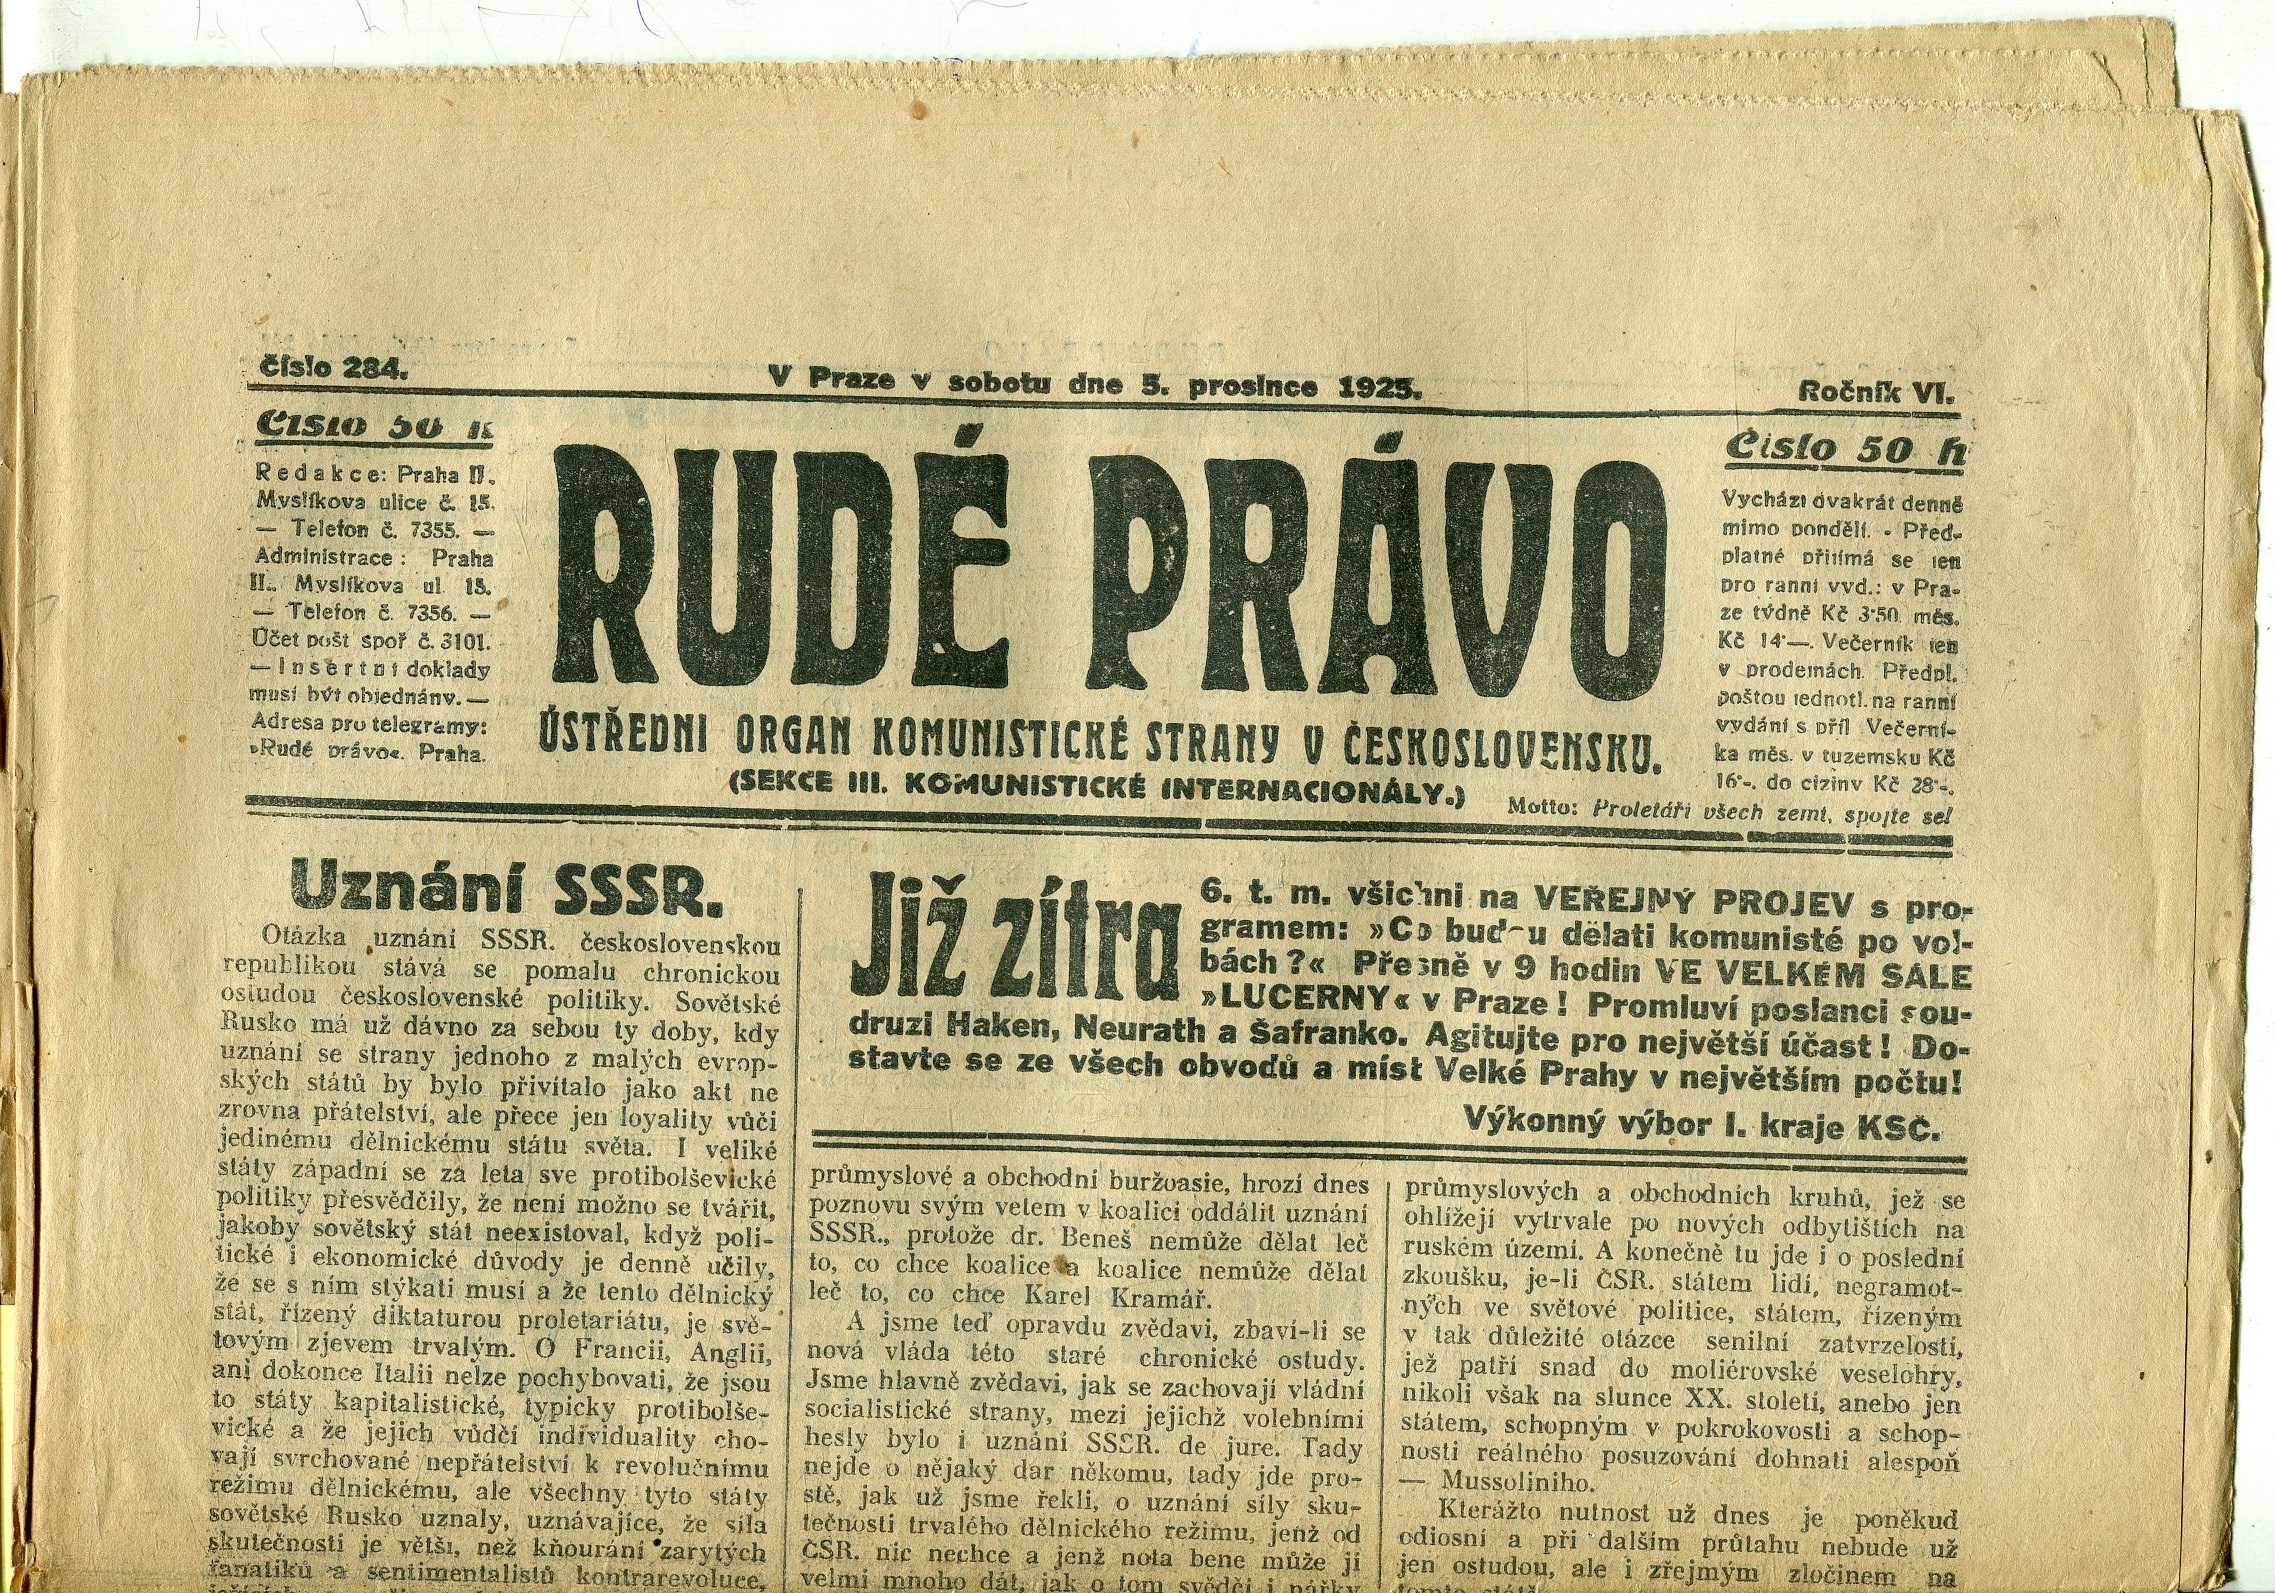 Číslo 284.
V Praze v sobotu dne 5. prosince 1925.
Ročník VI.
Číslo 50 h
Redakce: Praha II.
Myslíkova ulice č. 15.
— Telefon č. 7355. —
Administrace: Praha
II. Myslíkova ul 15.
— Telefon č. 7356. —
Účet pošt spoř č. 3101.
— Insertní doklady
musí být objednány. —
Adresa pro telegramy:
»Rudé právo«. Praha.
RUDÉ PRÁVO
ÚSTŘEDNI ORGAN KOMUNISTICKÉ STRANY V ČESKOSLOVENSKU.
(SEKCE III. KOMUNISTICKÉ INTERNACIONÁLY.)
Číslo 50 h
Vychází dvakrát denně
mimo pondělí. - Před-
platné přijímá se jen
pro ranní vyd.: v Pra-
ze týdně Kč 3·50. měs.
Kč 14·—. Večerník jen
v prodejnách. Předpl.
poštou jednotl. na ranní
vydání s příl Večerní-
ka měs. v tuzemsku Kč
16·-. do ciziny Kč 28·-.
Motto: Proletáři všech zemí, spojte se!
Uznání SSSR.
Otázka uznání SSSR. československou
republikou stává se pomalu chronickou
ostudou československé politiky. Sovětské
Rusko má už dávno za sebou ty doby, kdy
uznání se strany jednoho z malých evrop-
ských států by bylo přivítalo jako akt ne
zrovna přátelství, ale přece jen loyality vůči
jedinému dělnickému státu světa. I veliké
státy západní se za leta sve protibolševické
politiky přesvědčily, že není možno se tvářit,
jakoby sovětský stát neexistoval, když poli-
tické i ekonomické důvody je denně učily,
že se s ním stýkati musí a že tento dělnický
stát, řízený diktaturou proletariátu, je svě-
tovým zjevem trvalým. O Francii, Anglii,
ani dokonce Italii nelze pochybovati, že jsou
to státy kapitalistické, typicky protibolše-
vické a že jejich vůdčí individuality cho-
vají svrchované nepřátelství k revolučnímu
režimu dělnickému, ale všechny tyto státy
sovětské Rusko uznaly, uznávajíce, že síla
skutečnosti je větší, než kňourání zarytých
fanatiků a sentimentalistů kontrarevoluce,
Již zítra
6. t. m. všichni na VEŘEJNÝ PROJEV s pro-
gramem: »Co budou dělati komunisté po vol-
bách?« Přesně v 9 hodin VE VELKÉM SÁLE
»LUCERNY« v Praze! Promluví poslanci sou-
druzi Haken, Neurath a Šafranko. Agitujte pro největší účast! Do-
stavte se ze všech obvodů a míst Velké Prahy v největším počtu!
Výkonný výbor I. kraje KSČ.
průmyslové a obchodní buržoasie, hrozí dnes
poznovu svým vetem v koalici oddálit uznání
SSSR., protože dr. Beneš nemůže dělat leč
to, co chce koalice a koalice nemůže dělat
leč to, co chce Karel Kramář.
A jsme teď opravdu zvědavi, zbaví-li se
nová vláda této staré chronické ostudy.
Jsme hlavně zvědavi, jak se zachovají vládní
socialistické strany, mezi jejichž volebními
hesly bylo i uznání SSSR. de jure. Tady
nejde o nějaký dar někomu, tady jde pro-
stě, jak už jsme řekli, o uznání síly sku-
tečnosti trvalého dělnického režimu, jenž od
ČSR. nic nechce a jenž nota bene může jí
velmi mnoho dát, jak o tom svědčí i nářky
průmyslových a obchodních kruhů, jež se
ohlížejí vytrvale po nových odbytištích na
ruském území. A konečně tu jde i o poslední
zkoušku, je-li ČSR. státem lidí, negramot-
ných ve světové politice, státem, řízeným
v tak důležité otázce senilní zatvrzelostí,
jež patří snad do moliérovské veselohry,
nikoli však na slunce XX. století, anebo jen
státem, schopným v pokrokovosti a schop-
nosti reálného posuzování dohnati alespoň
— Mussoliniho.
Kterážto nutnost už dnes je poněkud
odiosní a při dalším průtahu nebude už
jen ostudou, ale i zřejmým zločinem na
tomto státě.